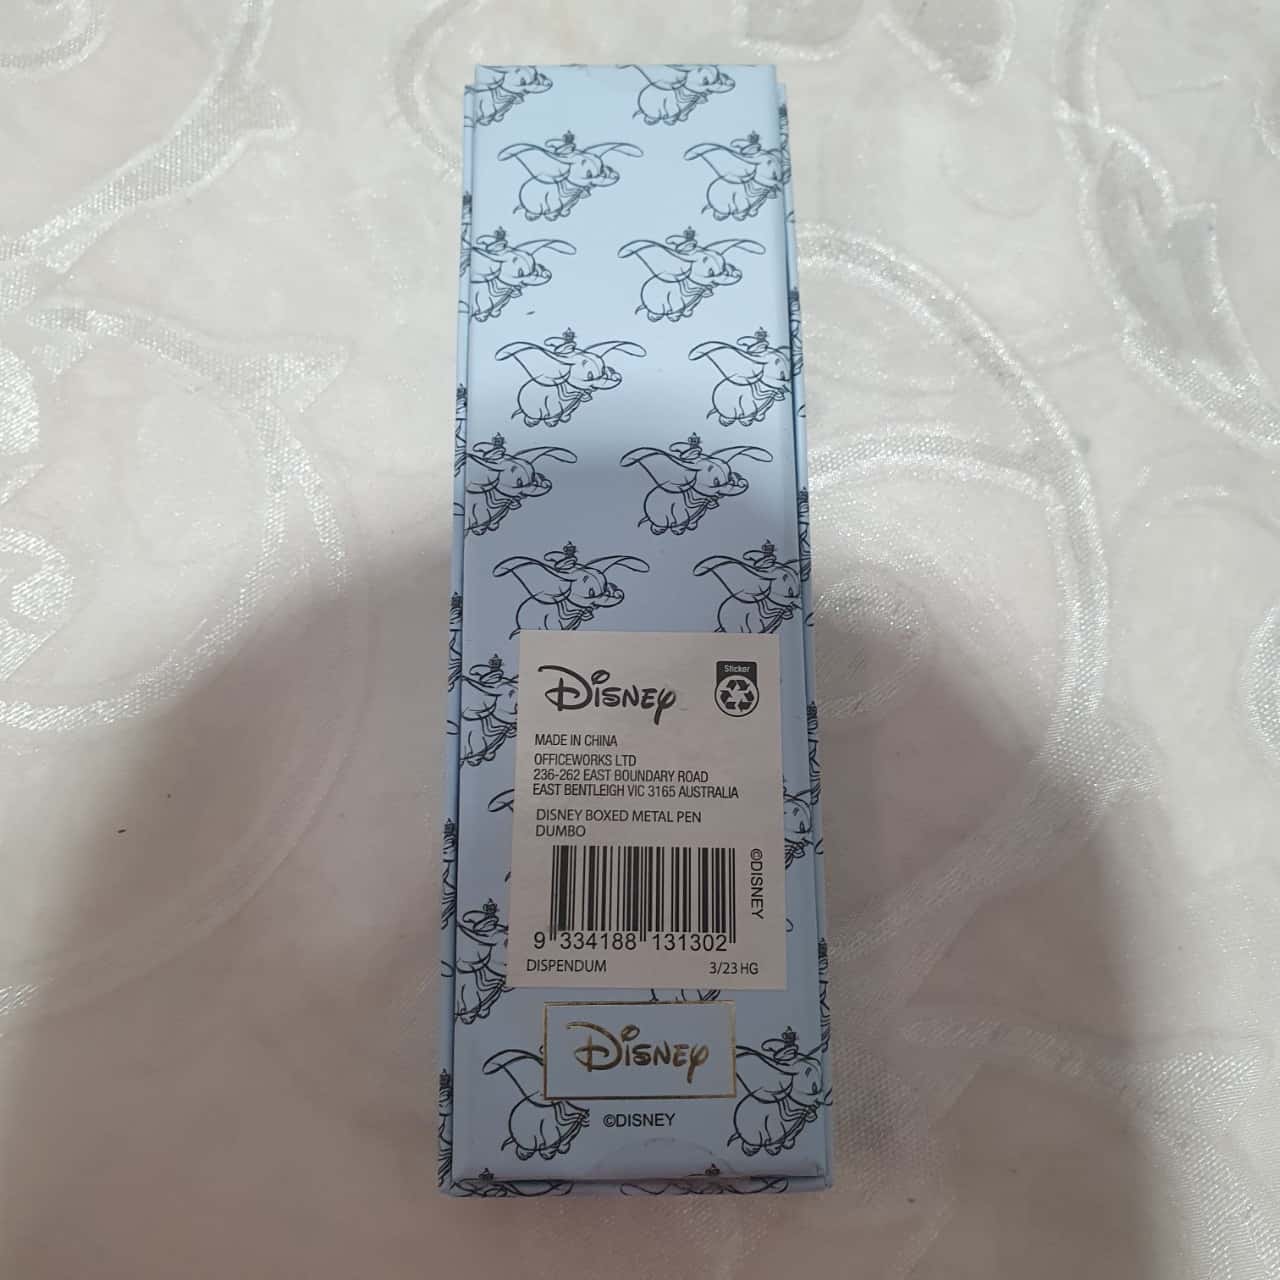 Disney
Sticker
MADE IN CHINA
OFFICEWORKS LTD
236-262 EAST BOUNDARY ROAD
EAST BENTLEIGH VIC 3165 AUSTRALIA
DISNEY BOXED METAL PEN
DUMBO
©DISNEY
9 334188 131302
DISPENDUM 3/23 HG
Disney
©DISNEY